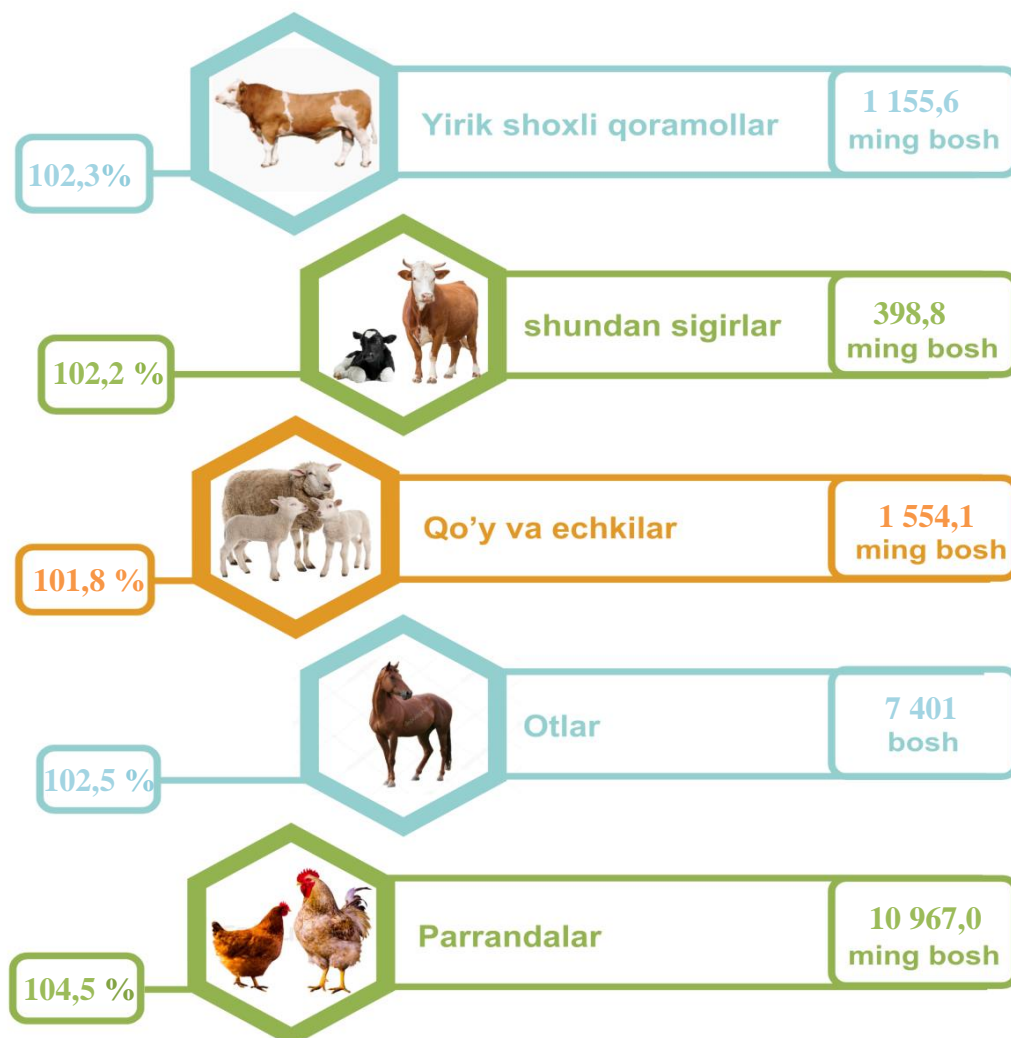 Yirik shoxli qoramollar
1 155,6
ming bosh
102,3%
shundan sigirlar
398,8
ming bosh
102,2 %
Qo’y va echkilar
1 554,1
ming bosh
101,8 %
Otlar
7 401
bosh
102,5 %
Parrandalar
10 967,0
ming bosh
104,5 %